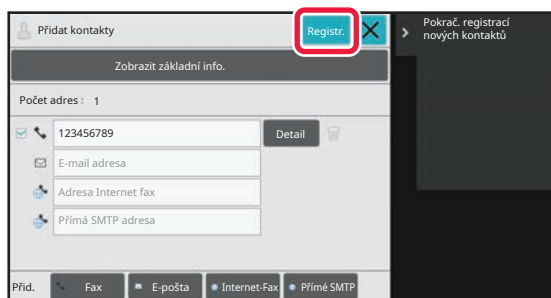 Přidat kontakty
Registr.
Pokrač. registrací
nových kontaktů
Zobrazit základní info.
Počet adres: 1
123456789
Detail
E-mail adresa
Adresa Internet fax
Přímá SMTP adresa
Přid.
Fax
E-pošta
Internet-Fax
Přímé SMTP